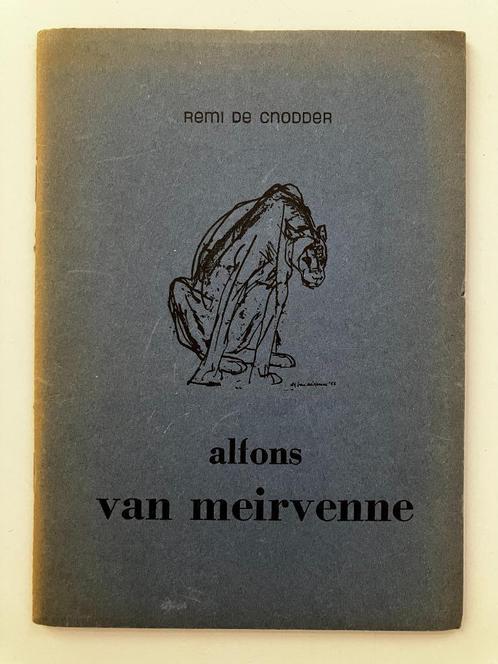 Remi de Cnodder
alfons
van meirvenne